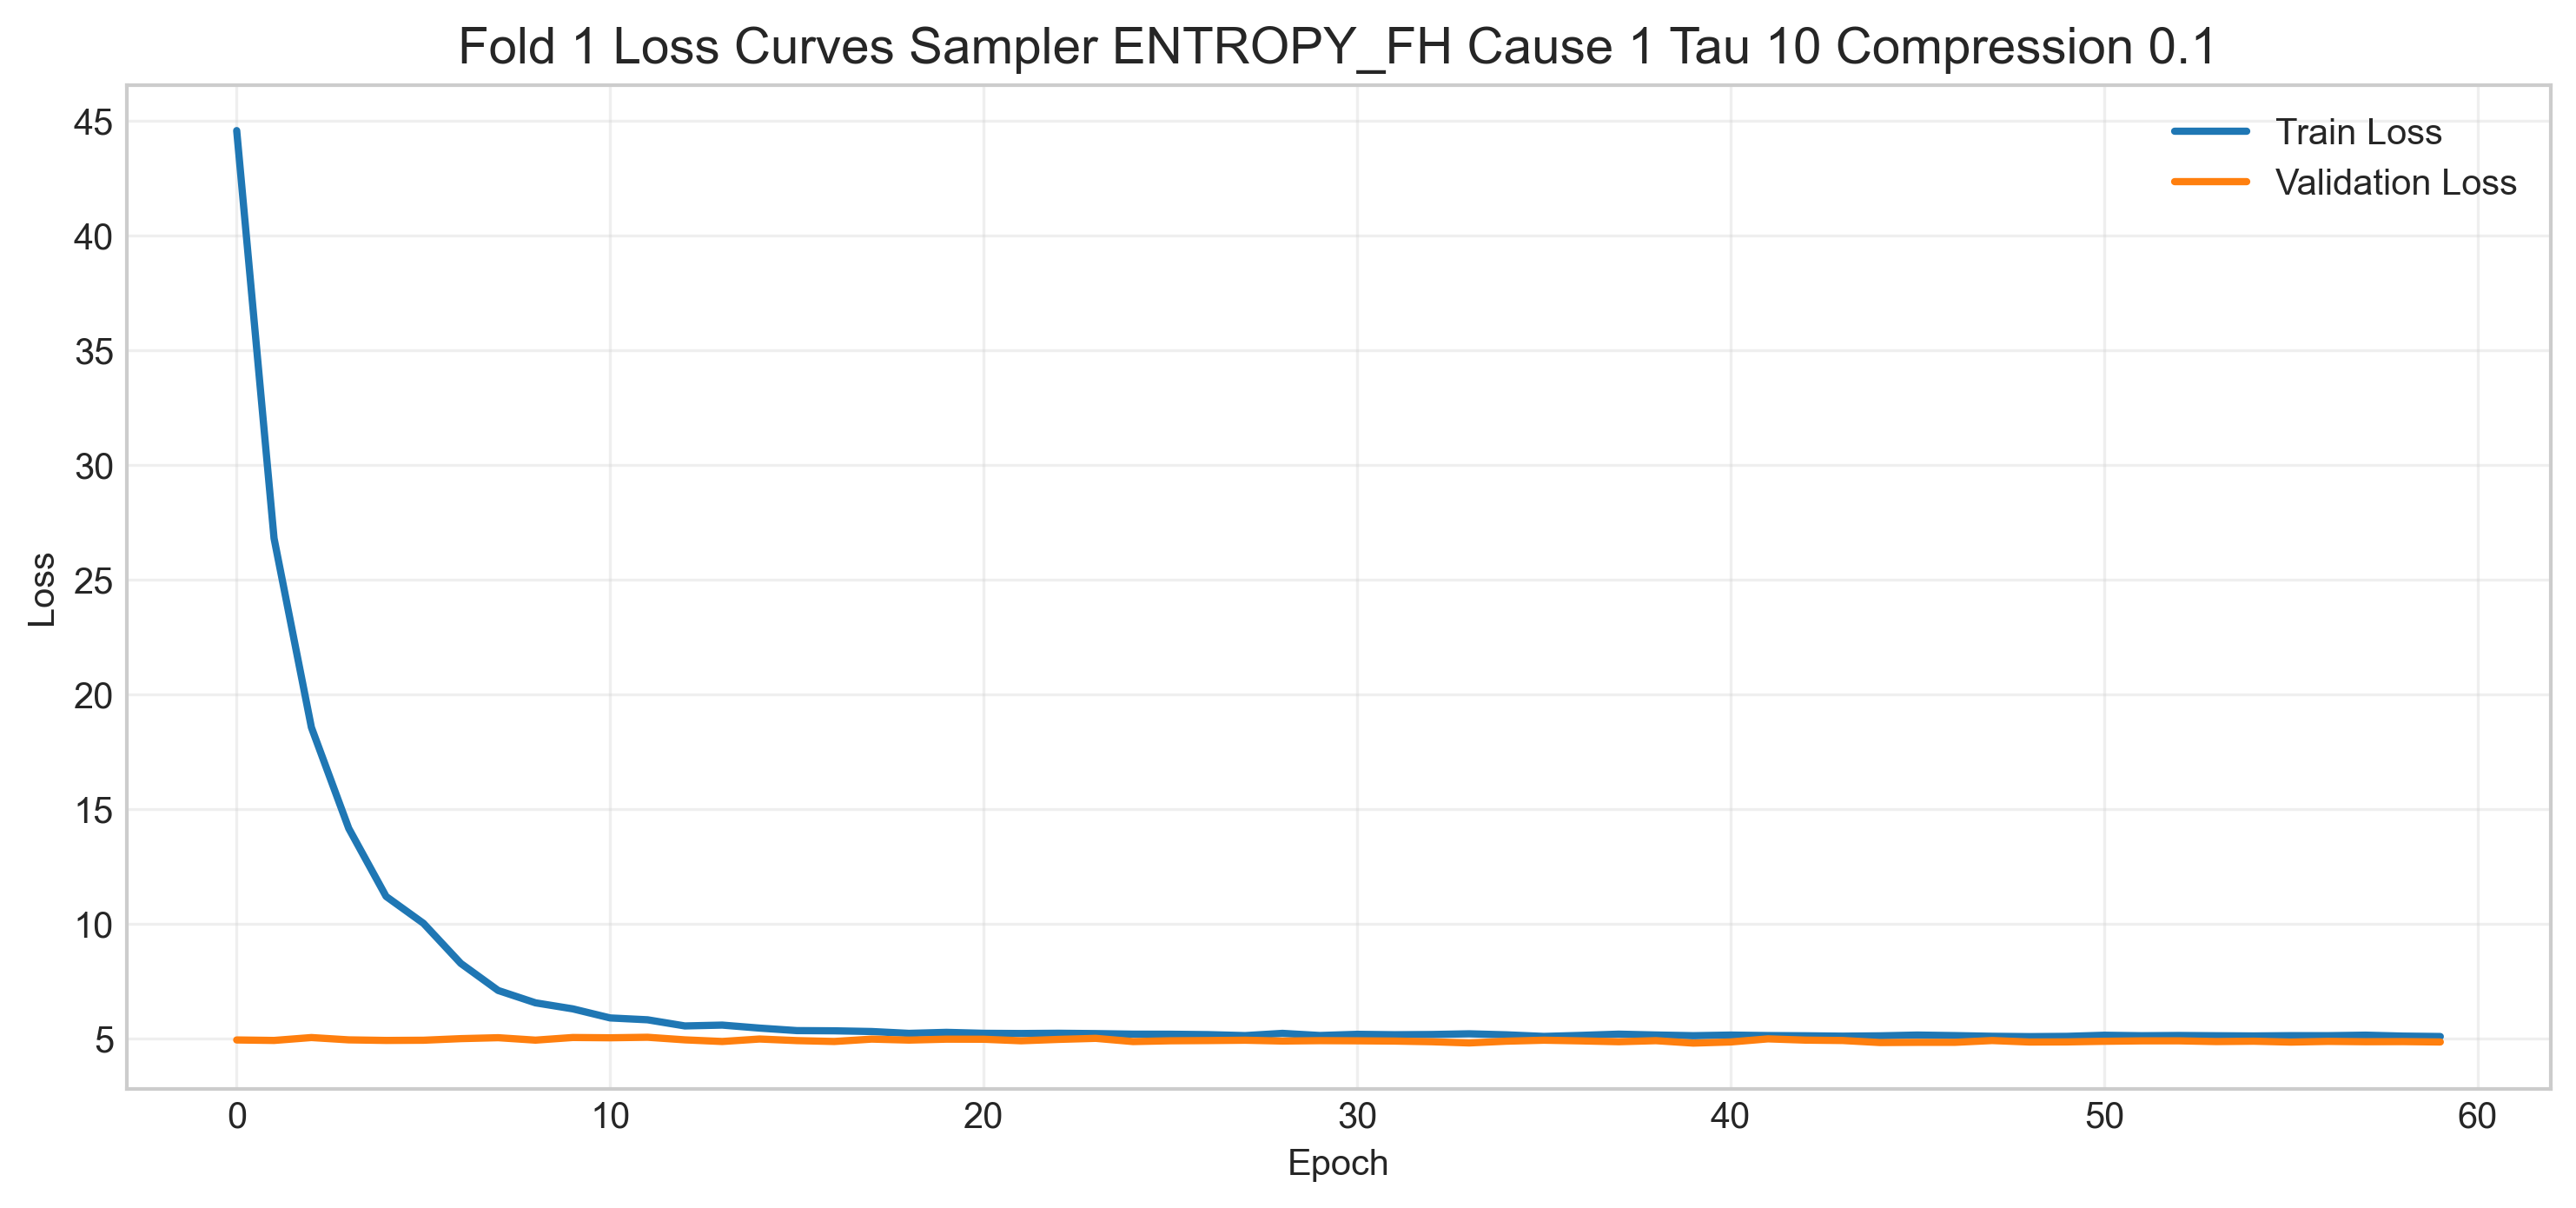 Fold 1 Loss Curves Sampler ENTROPY_FH Cause 1 Tau 10 Compression 0.1
Train Loss
Validation Loss
45
40
35
30
25
20
15
10
5
Loss
0 10 20 30 40 50 60
Epoch